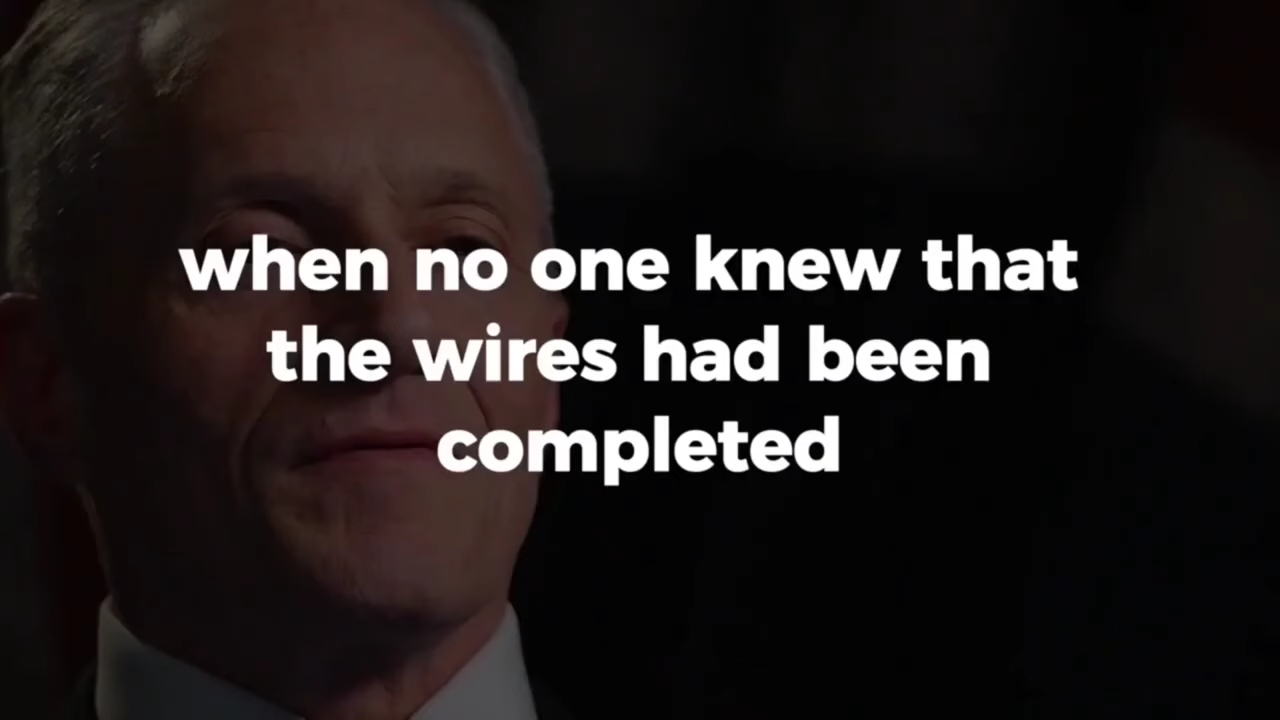 when no one knew that
the wires had been
completed